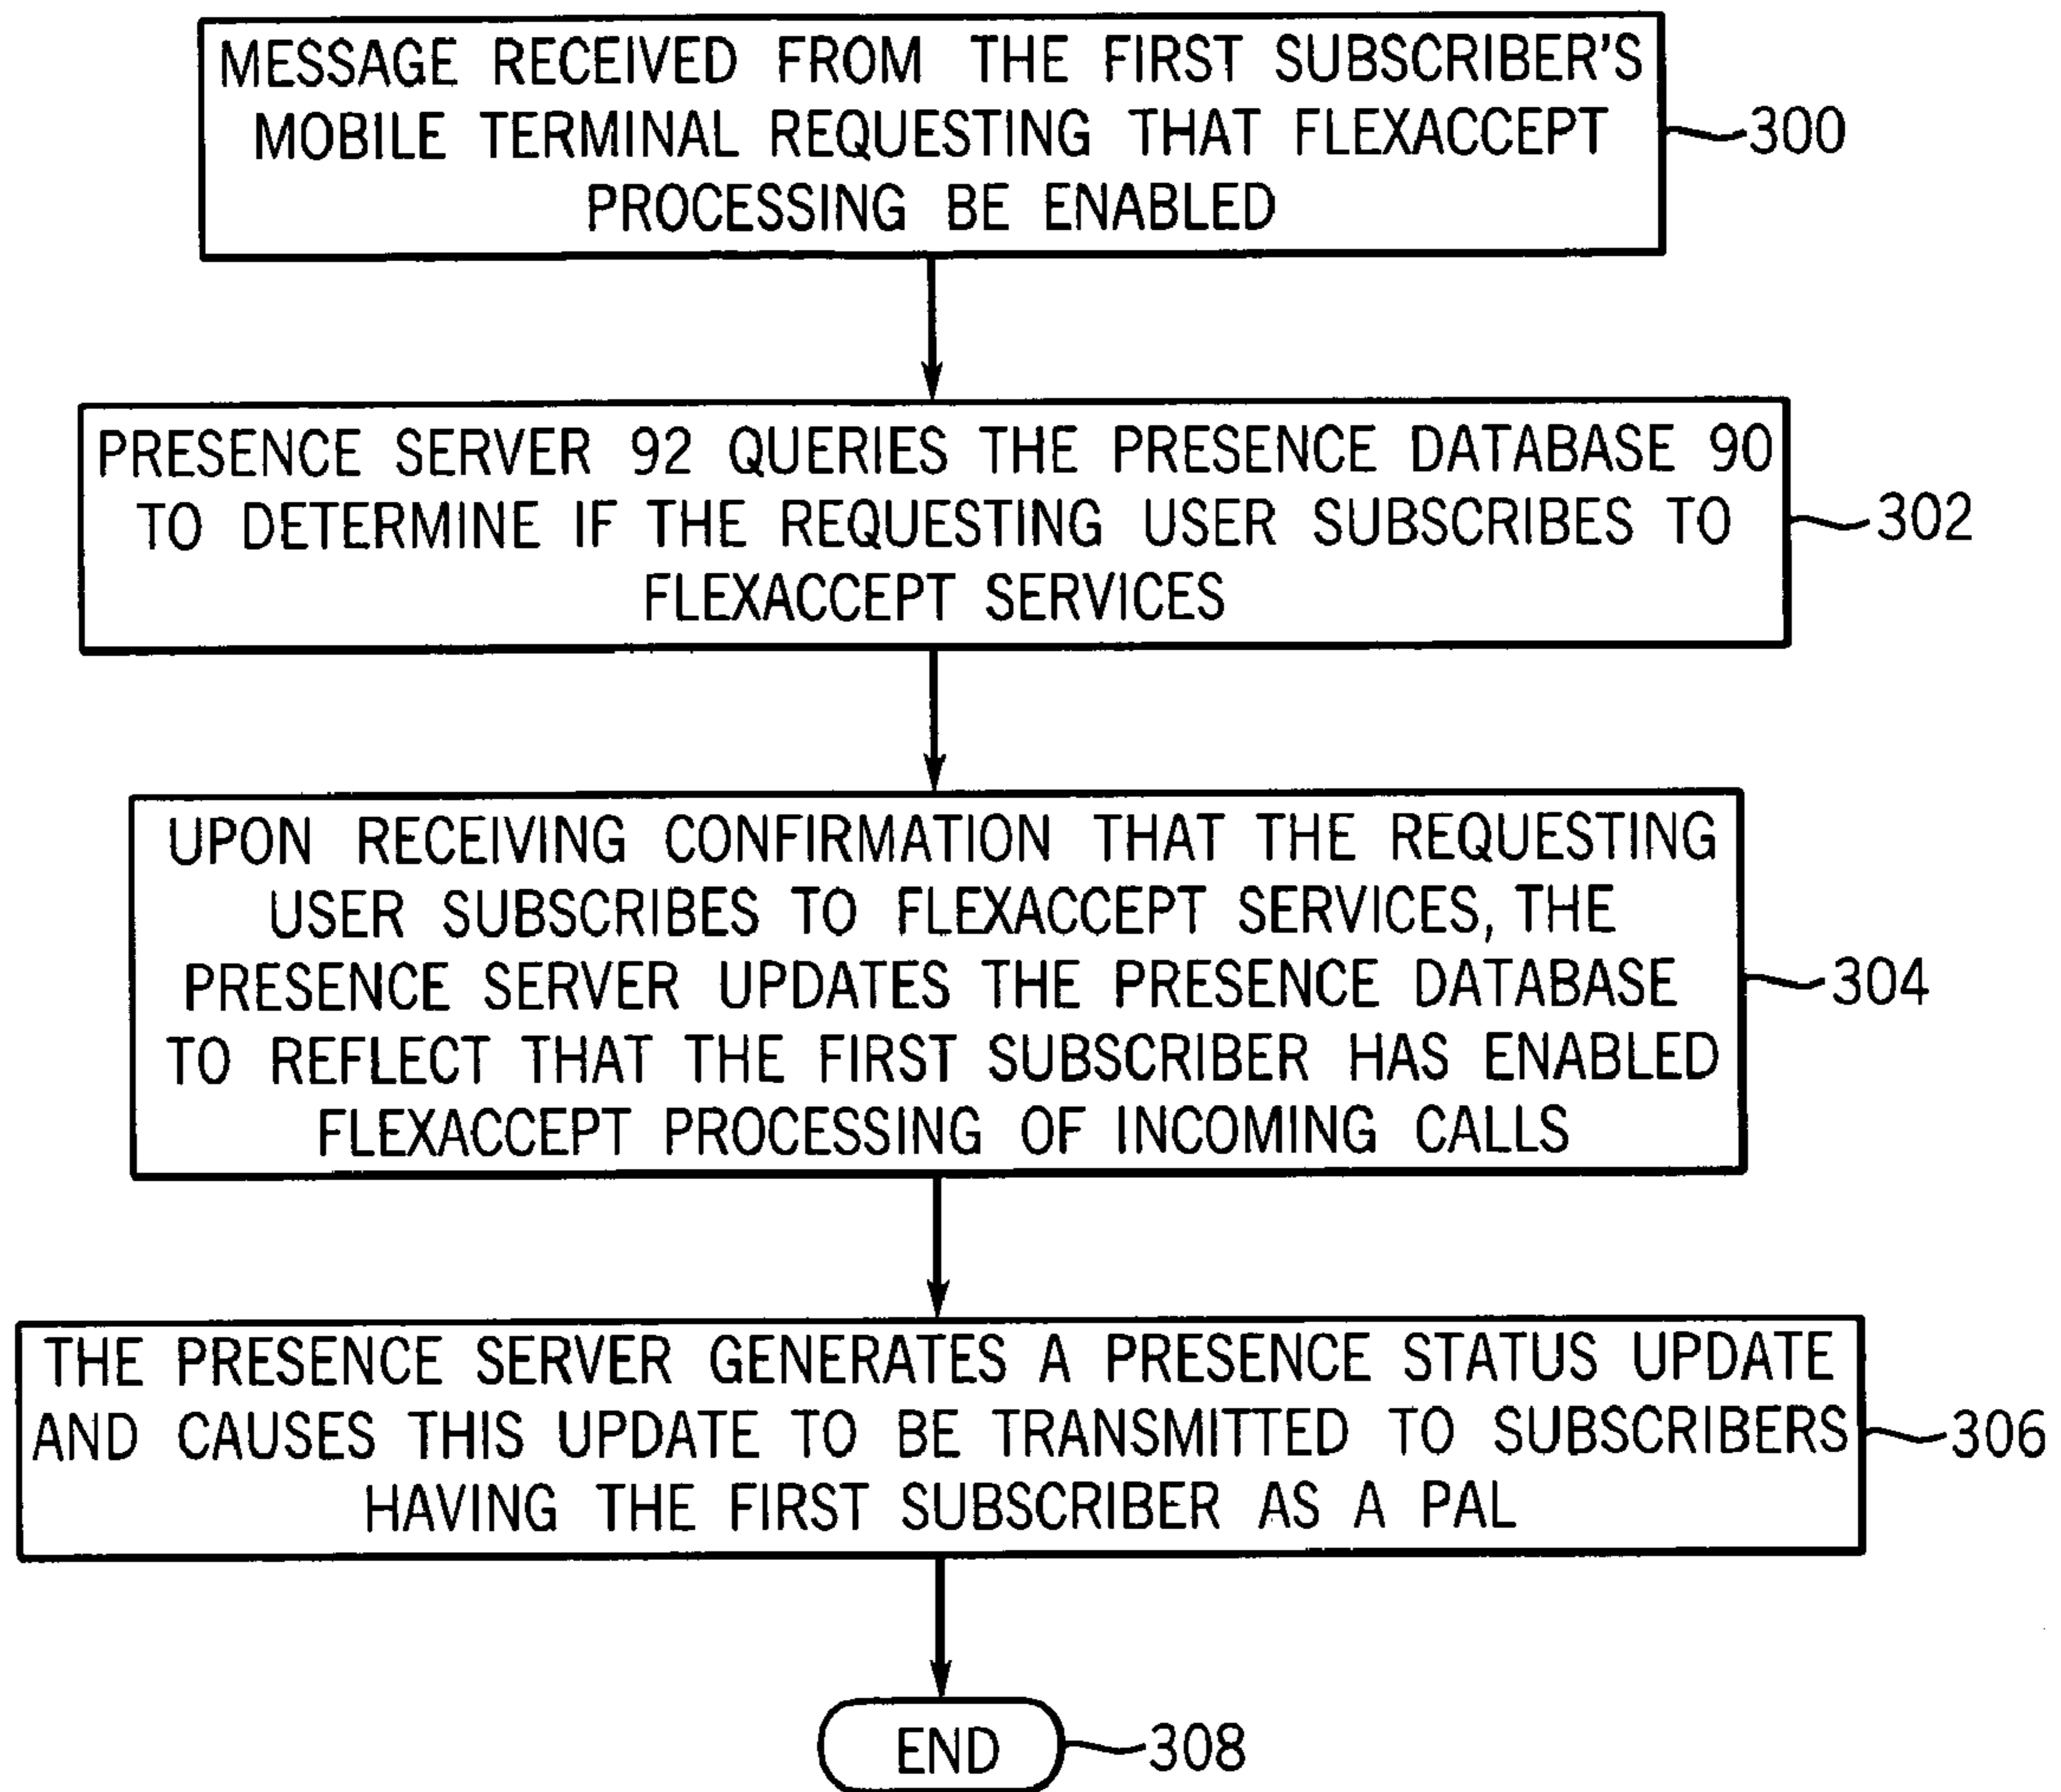 MESSAGE RECEIVED FROM THE FIRST SUBSCRIBER'S
MOBILE TERMINAL REQUESTING THAT FLEXACCEPT
PROCESSING BE ENABLED
300
PRESENCE SERVER 92 QUERIES THE PRESENCE DATABASE 90
TO DETERMINE IF THE REQUESTING USER SUBSCRIBES TO
FLEXACCEPT SERVICES
302
UPON RECEIVING CONFIRMATION THAT THE REQUESTING
USER SUBSCRIBES TO FLEXACCEPT SERVICES, THE
PRESENCE SERVER UPDATES THE PRESENCE DATABASE
TO REFLECT THAT THE FIRST SUBSCRIBER HAS ENABLED
FLEXACCEPT PROCESSING OF INCOMING CALLS
304
THE PRESENCE SERVER GENERATES A PRESENCE STATUS UPDATE
AND CAUSES THIS UPDATE TO BE TRANSMITTED TO SUBSCRIBERS
HAVING THE FIRST SUBSCRIBER AS A PAL
306
END
308